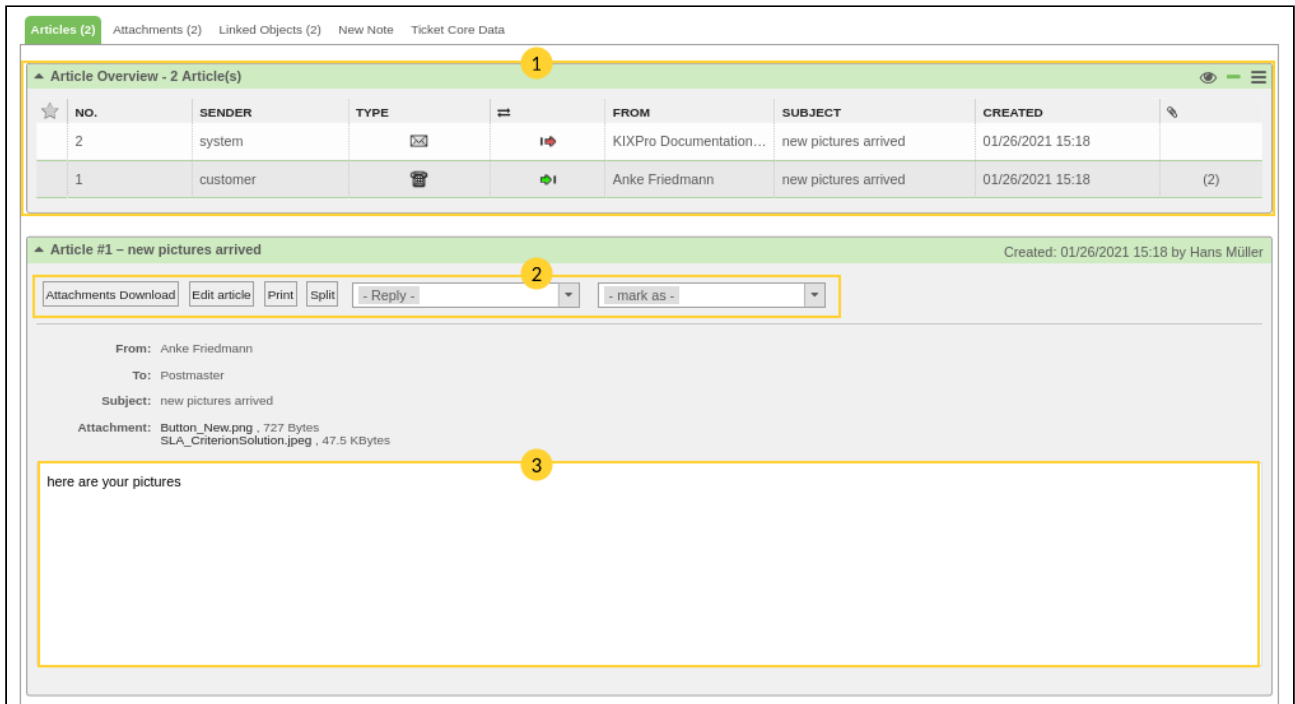 Articles (2) Attachments (2) Linked Objects (2) New Note Ticket Core Data
1
Article Overview - 2 Article(s)
NO. SENDER TYPE FROM SUBJECT CREATED
2 system KIXPro Documentation... new pictures arrived 01/26/2021 15:18
1 customer Anke Friedmann new pictures arrived 01/26/2021 15:18 (2)
Article #1 – new pictures arrived Created: 01/26/2021 15:18 by Hans Müller
2
Attachments Download Edit article Print Split - Reply - - mark as -
From: Anke Friedmann
To: Postmaster
Subject: new pictures arrived
Attachment: Button_New.png , 727 Bytes
SLA_CriterionSolution.jpeg , 47.5 KBytes
3
here are your pictures